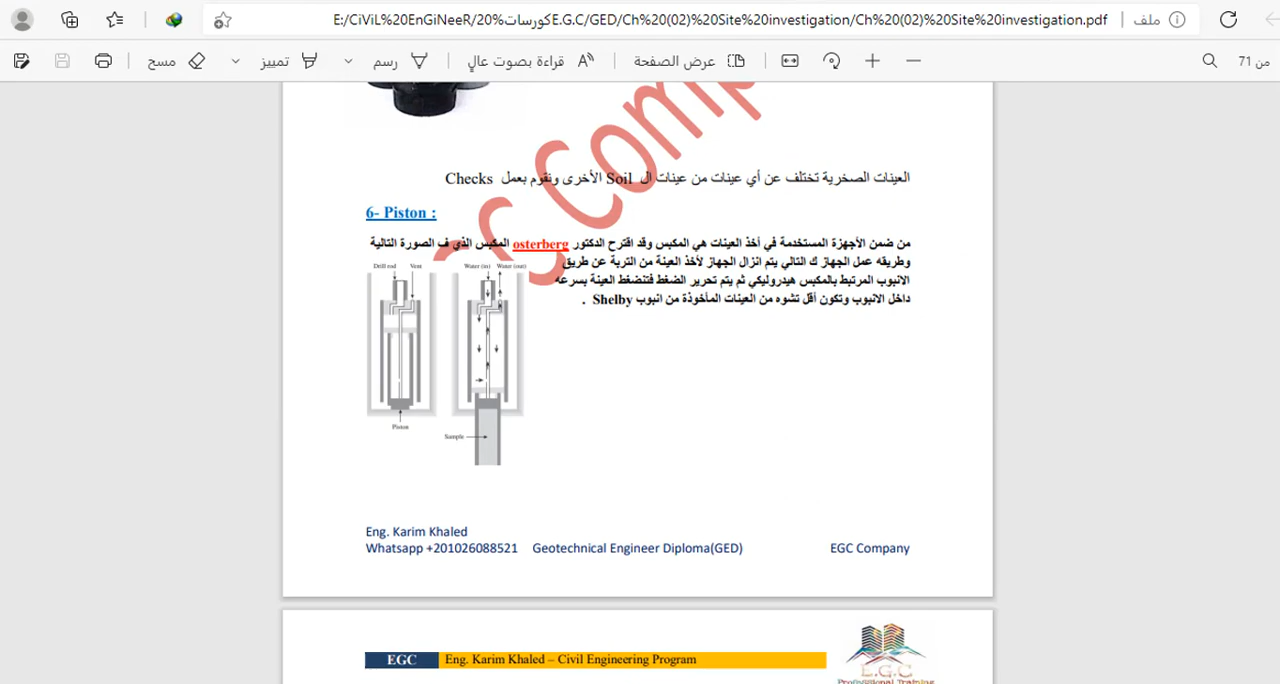 E:/CiViL%20EnGiNeeR/20%كورسات%E.G.C/GED/Ch%20(02)%20Site%20investigation/Ch%20(02)%20Site%20investigation.pdf
ملف
مسح
تمييز
رسم
قراءة بصوت عالٍ
عرض الصفحة
من 71
العينات الصخرية تختلف عن أي عينات من عينات ال Soil الأخرى ونقوم بعمل Checks
6- Piston :
من ضمن الأجهزة المستخدمة في أخذ العينات هي المكبس وقد اقترح الدكتور osterberg المكبس الذي ف الصورة التالية
وطريقه عمل الجهاز ك التالي يتم انزال الجهاز لأخذ العينة من التربة عن طريق
الانبوب المرتبط بالمكبس هيدروليكي ثم يتم تحرير الضغط فتنضغط العينة بسرعه
داخل الانبوب وتكون أقل تشوه من العينات المأخوذة من انبوب Shelby .
Drill rod Vent Water (in) Water (out)
Piston
Sample
Eng. Karim Khaled
Whatsapp +201026088521 Geotechnical Engineer Diploma(GED) EGC Company
EGC Eng. Karim Khaled – Civil Engineering Program
E.G.C
Professional Training